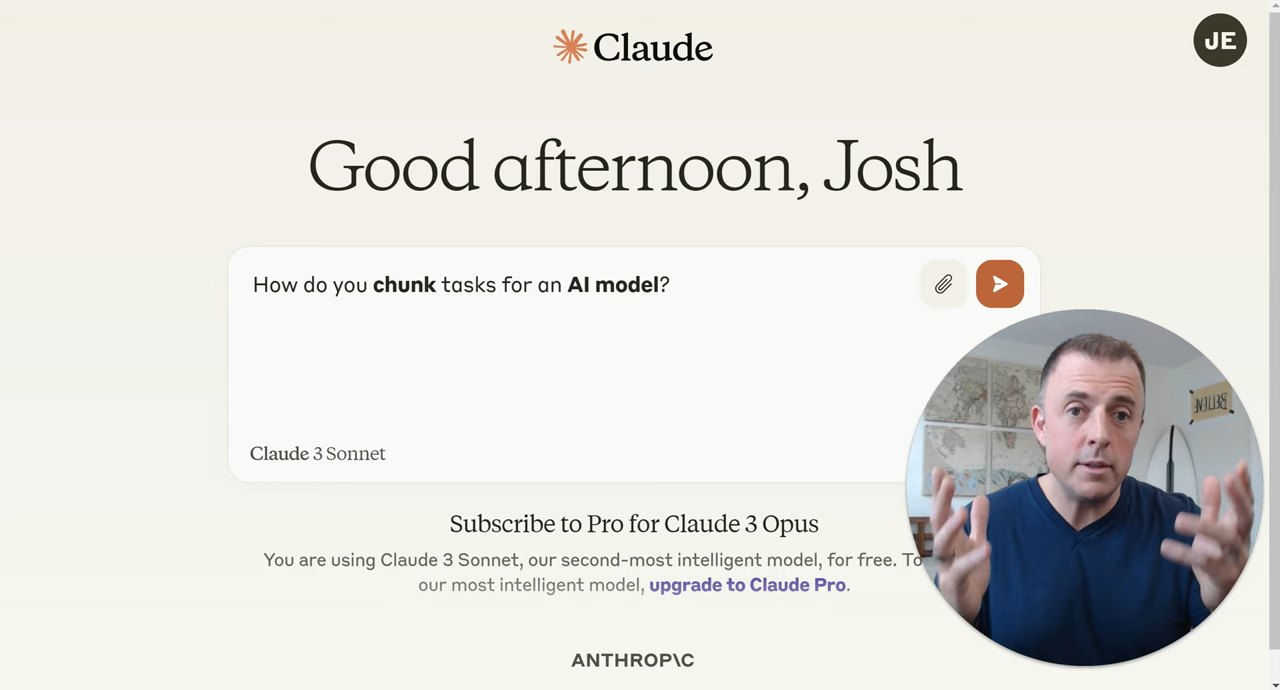 Claude
JE
Good afternoon, Josh
How do you chunk tasks for an AI model?
Claude 3 Sonnet
Subscribe to Pro for Claude 3 Opus
You are using Claude 3 Sonnet, our second-most intelligent model, for free. To
our most intelligent model, upgrade to Claude Pro.
BELIEVE
ANTHROP\C